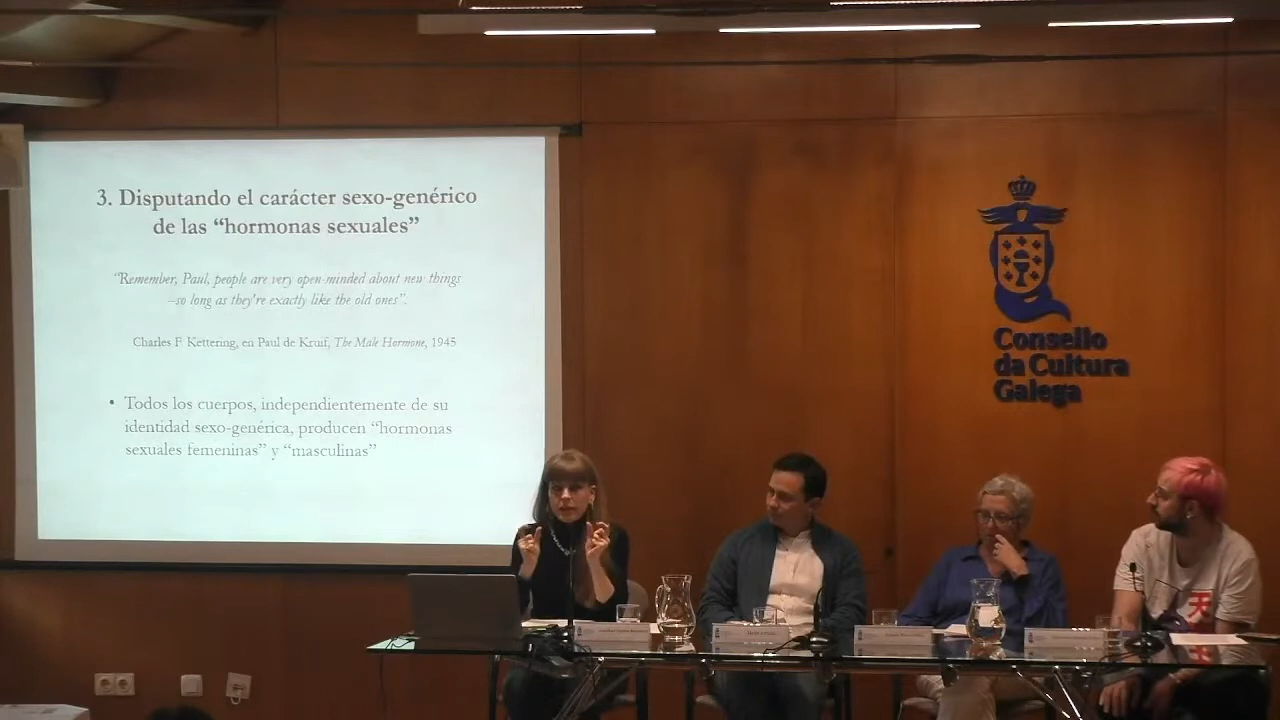 3. Disputando el carácter sexo-genérico
de las “hormonas sexuales”
“Remember, Paul, people are very open-minded about new things
–so long as they're exactly like the old ones”.
Charles F. Kettering, en Paul de Kruif, The Male Hormone, 1945
• Todos los cuerpos, independientemente de su
identidad sexo-genérica, producen “hormonas
sexuales femeninas” y “masculinas”
Consello
da Cultura
Galega
天